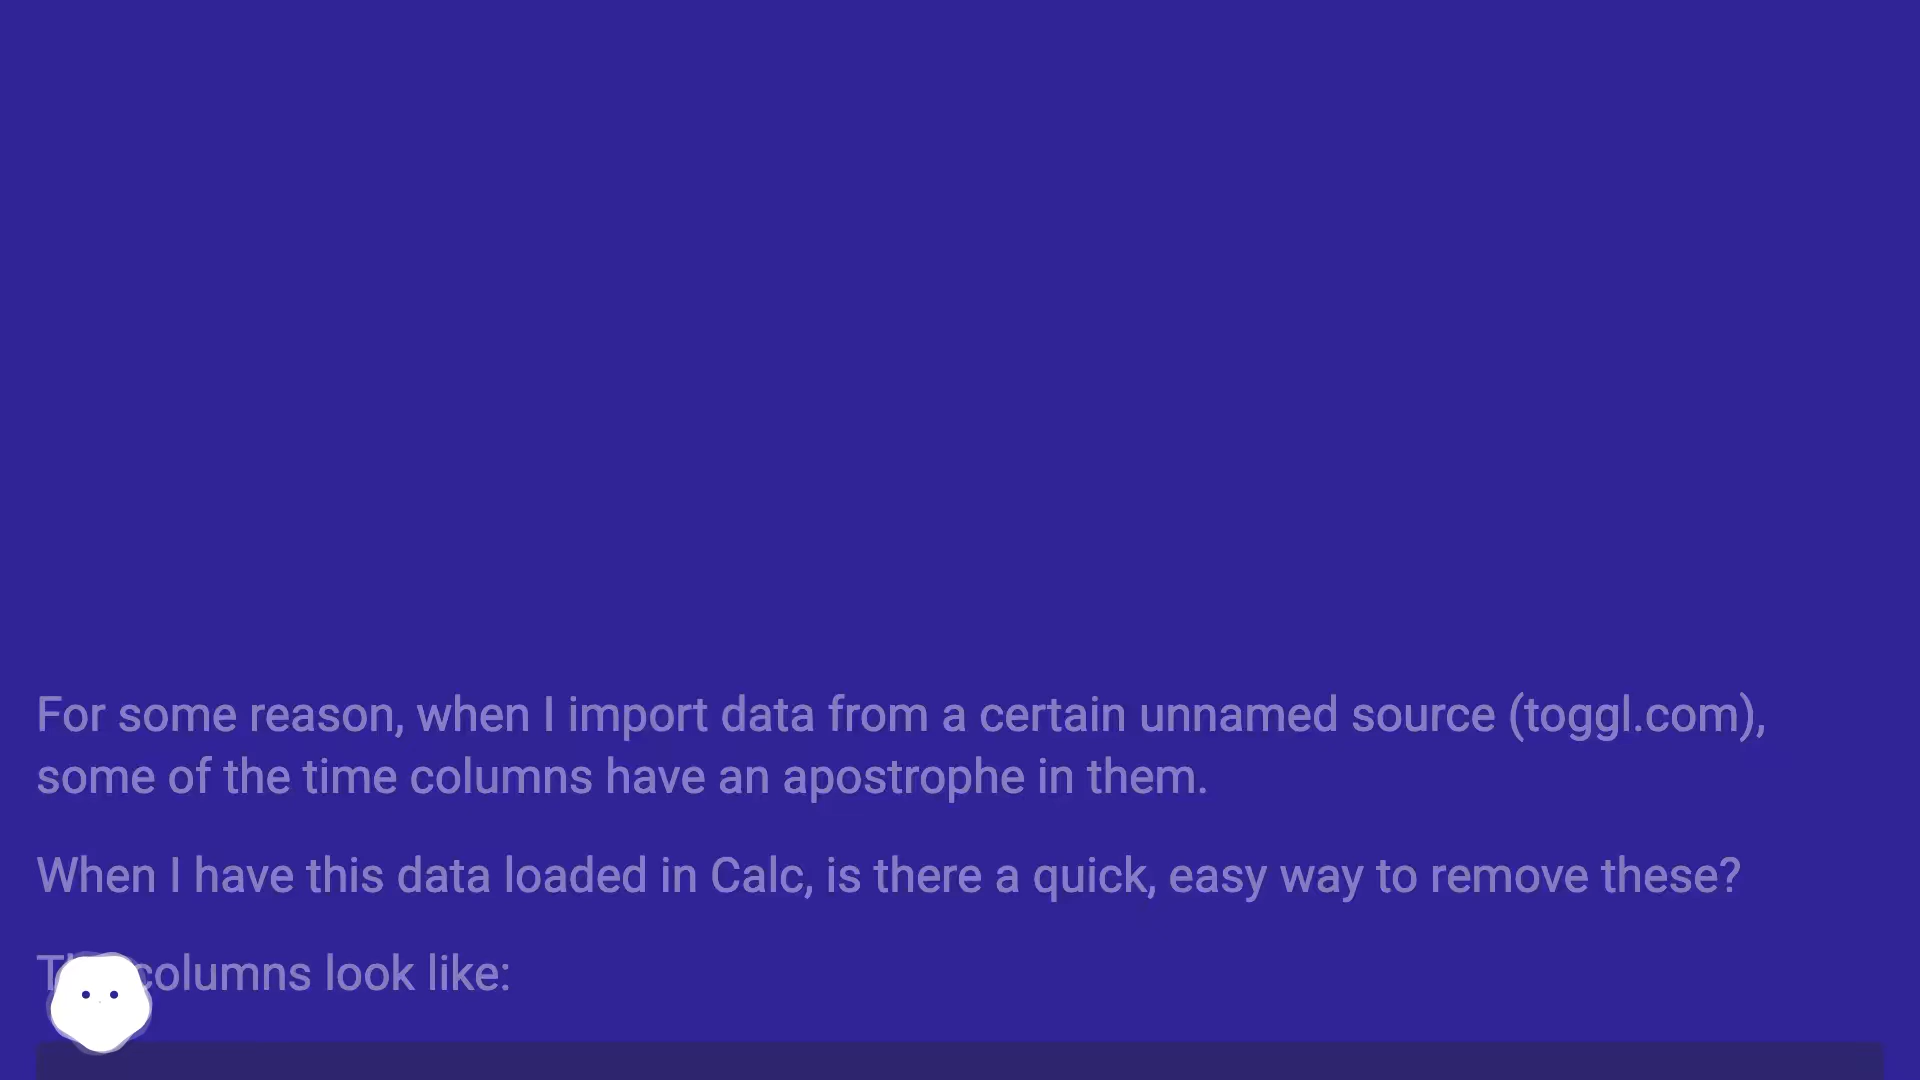 For some reason, when I import data from a certain unnamed source (toggl.com),
some of the time columns have an apostrophe in them.
When I have this data loaded in Calc, is there a quick, easy way to remove these?
columns look like: